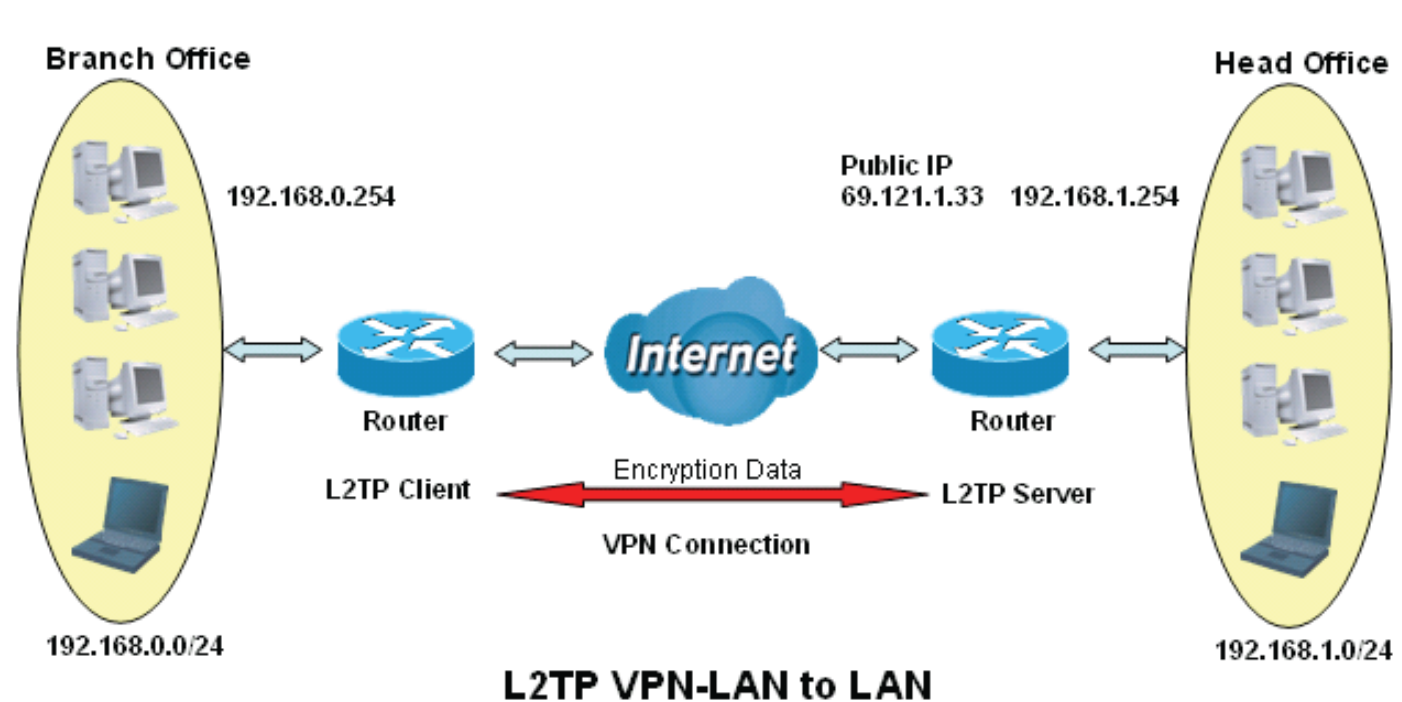 Branch Office
Head Office
Public IP
192.168.0.254
69.121.1.33 192.168.1.254
Internet
Router
Router
Encryption Data
L2TP Client
L2TP Server
VPN Connection
192.168.0.0/24
192.168.1.0/24
L2TP VPN-LAN to LAN